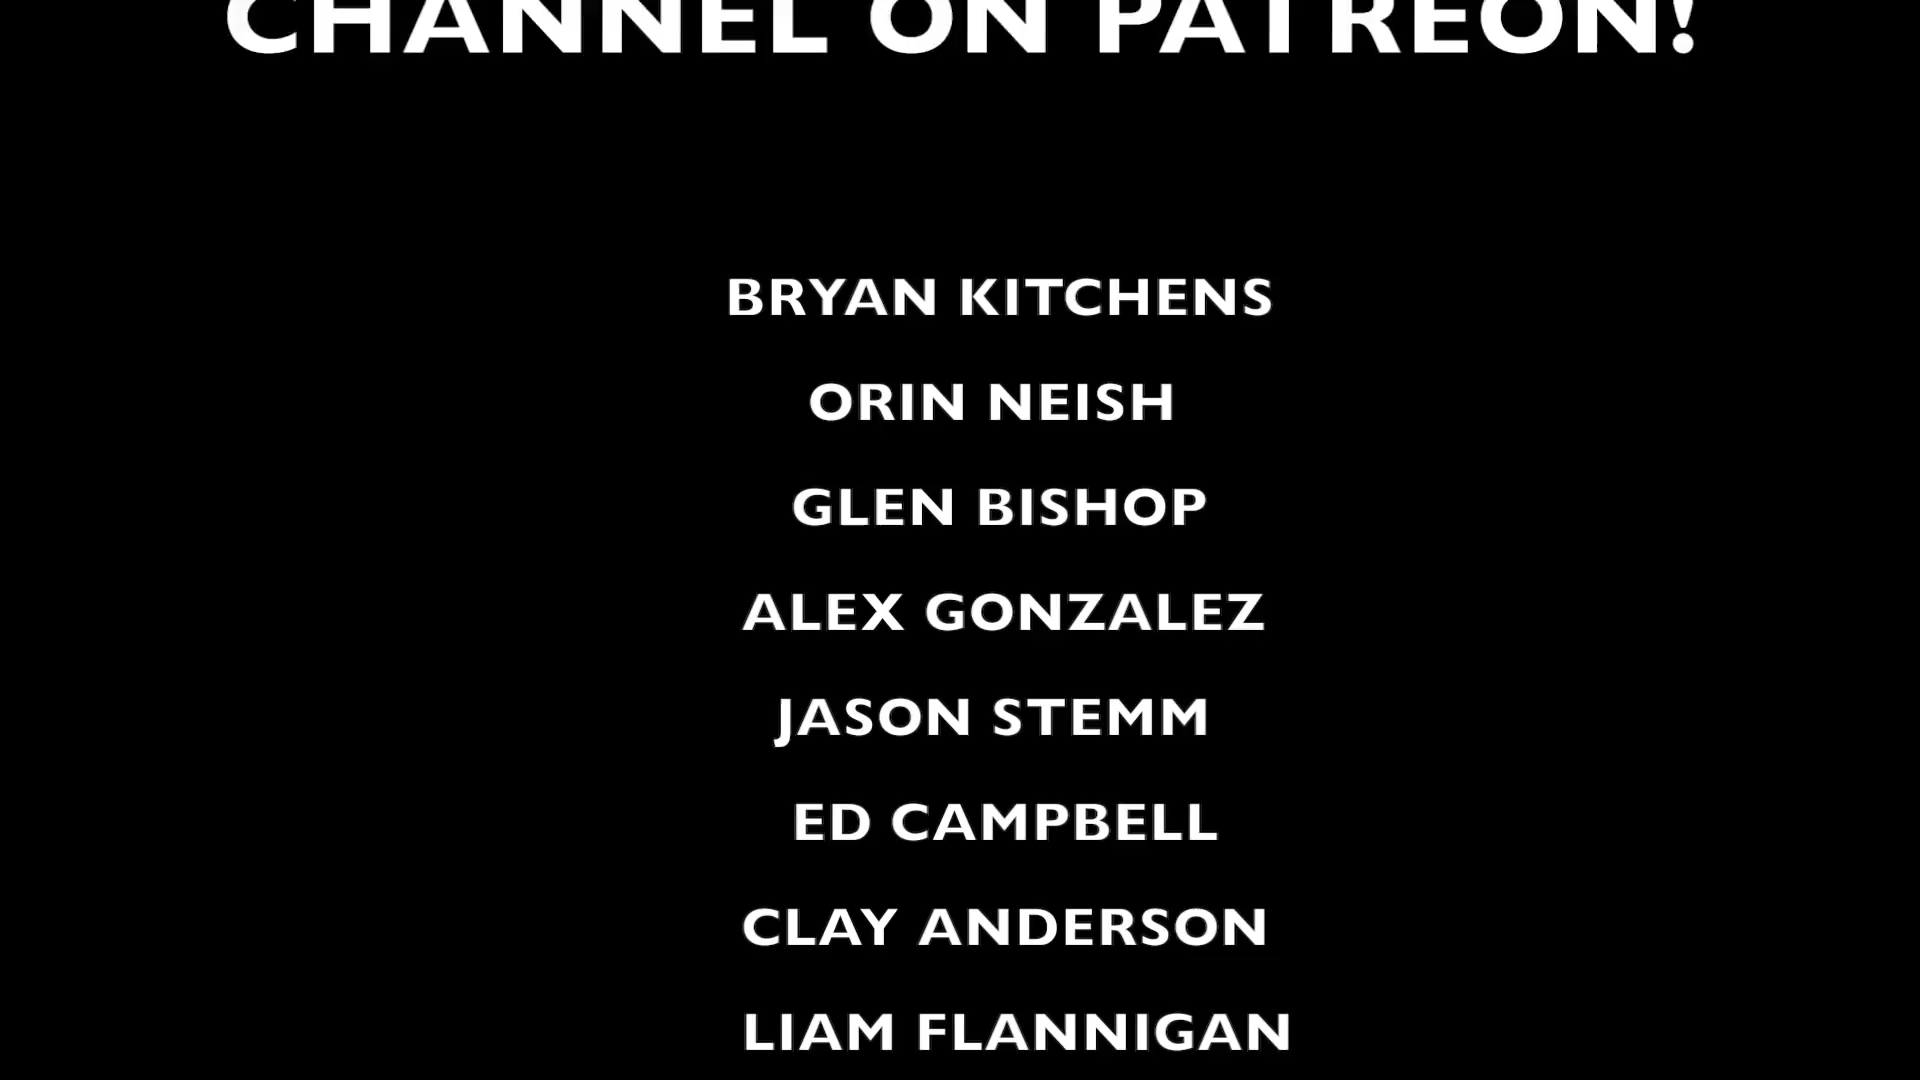 CHANNEL ON PATREON!
BRYAN KITCHENS
ORIN NEISH
GLEN BISHOP
ALEX GONZALEZ
JASON STEMM
ED CAMPBELL
CLAY ANDERSON
LIAM FLANNIGAN